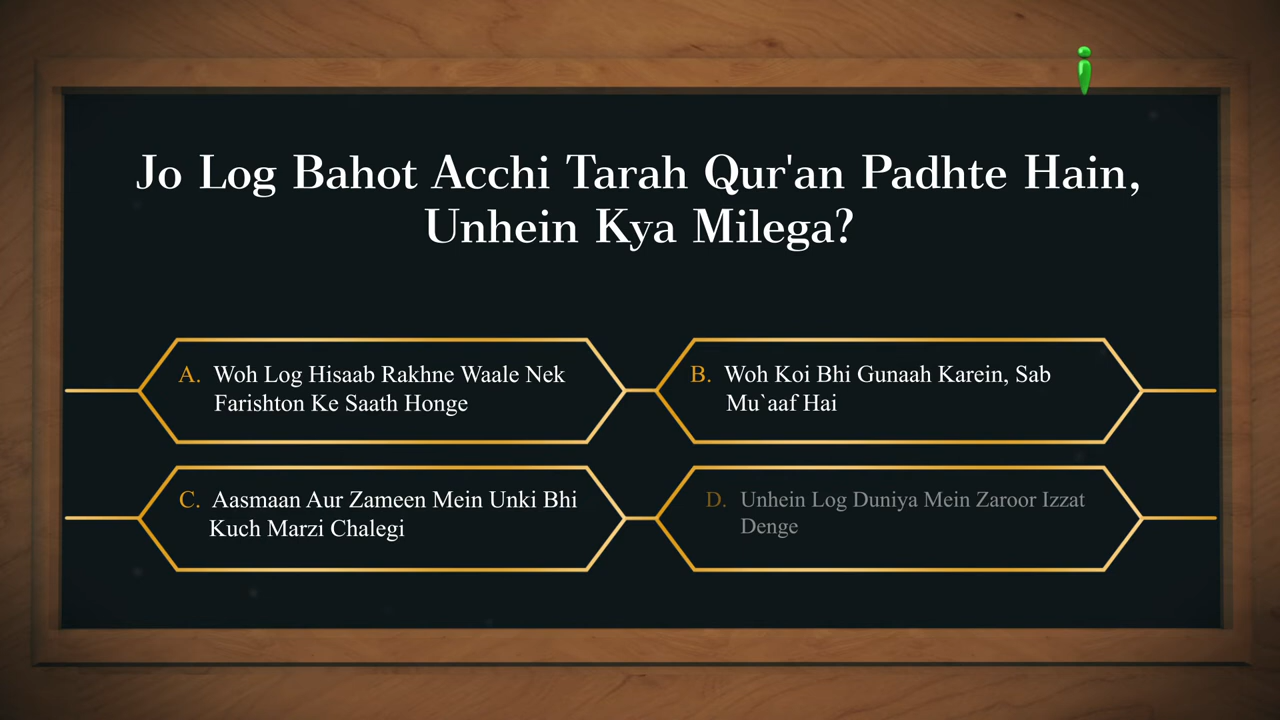 Jo Log Bahot Acchi Tarah Qur'an Padhte Hain,
Unhein Kya Milega?
A. Woh Log Hisaab Rakhne Waale Nek
Farishton Ke Saath Honge
B. Woh Koi Bhi Gunaah Karein, Sab
Mu`aaf Hai
C. Aasmaan Aur Zameen Mein Unki Bhi
Kuch Marzi Chalegi
D. Unhein Log Duniya Mein Zaroor Izzat
Denge